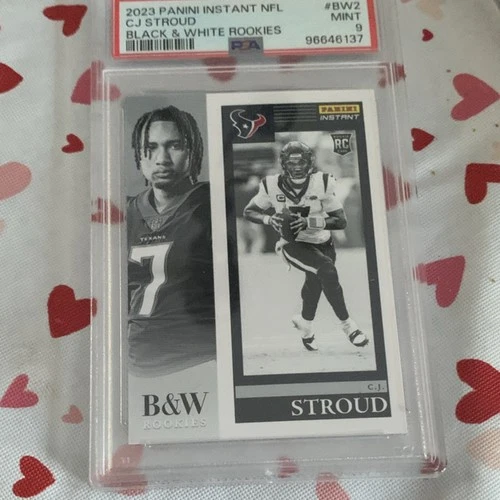 2023 PANINI INSTANT NFL #BW2
CJ STROUD MINT
BLACK & WHITE ROOKIES 9
PSA 96646137
PANINI
INSTANT
RC
TEXANS
7
7
B&W
ROOKIES
C.J.
STROUD